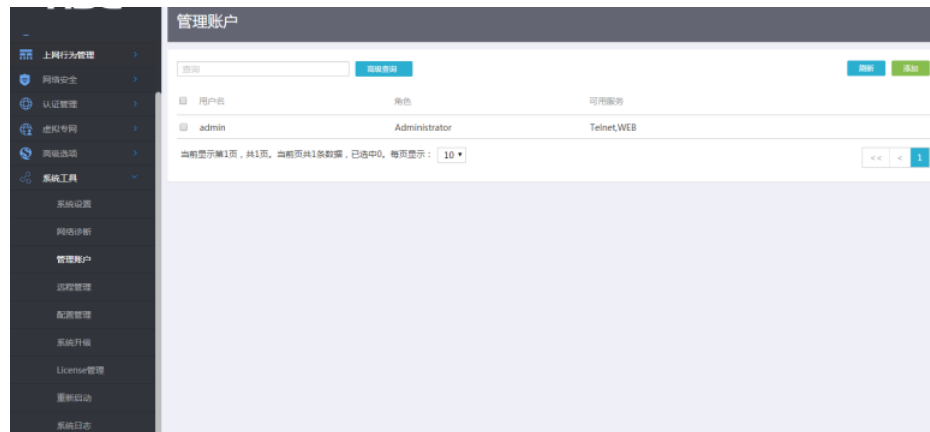 管理账户
上网行为管理
网络安全
认证管理
虚拟专网
高级选项
系统工具
系统设置
网络诊断
管理账户
远程管理
配置管理
系统升级
License管理
重新启动
系统日志
查询
高级查询
刷新
添加
用户名 角色 可用服务
admin Administrator Telnet,WEB
当前显示第1页，共1页。当前页共1条数据，已选中0。每页显示： 10
<< < 1